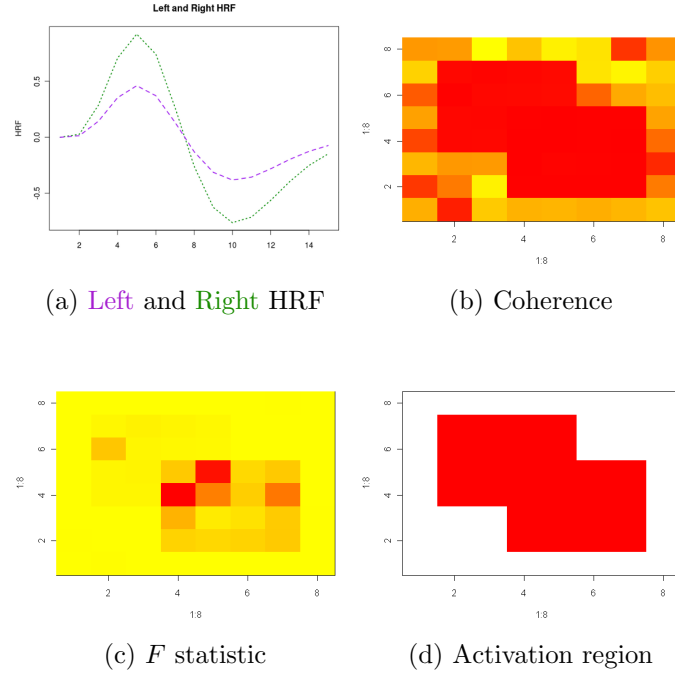 Left and Right HRF
HRF
0.5
0.0
-0.5
2 4 6 8 10 12 14
(a) Left and Right HRF
1:8
8
6
4
2
2 4 6 8
1:8
(b) Coherence
1:8
8
6
4
2
2 4 6 8
1:8
(c) F statistic
1:8
8
6
4
2
2 4 6 8
1:8
(d) Activation region